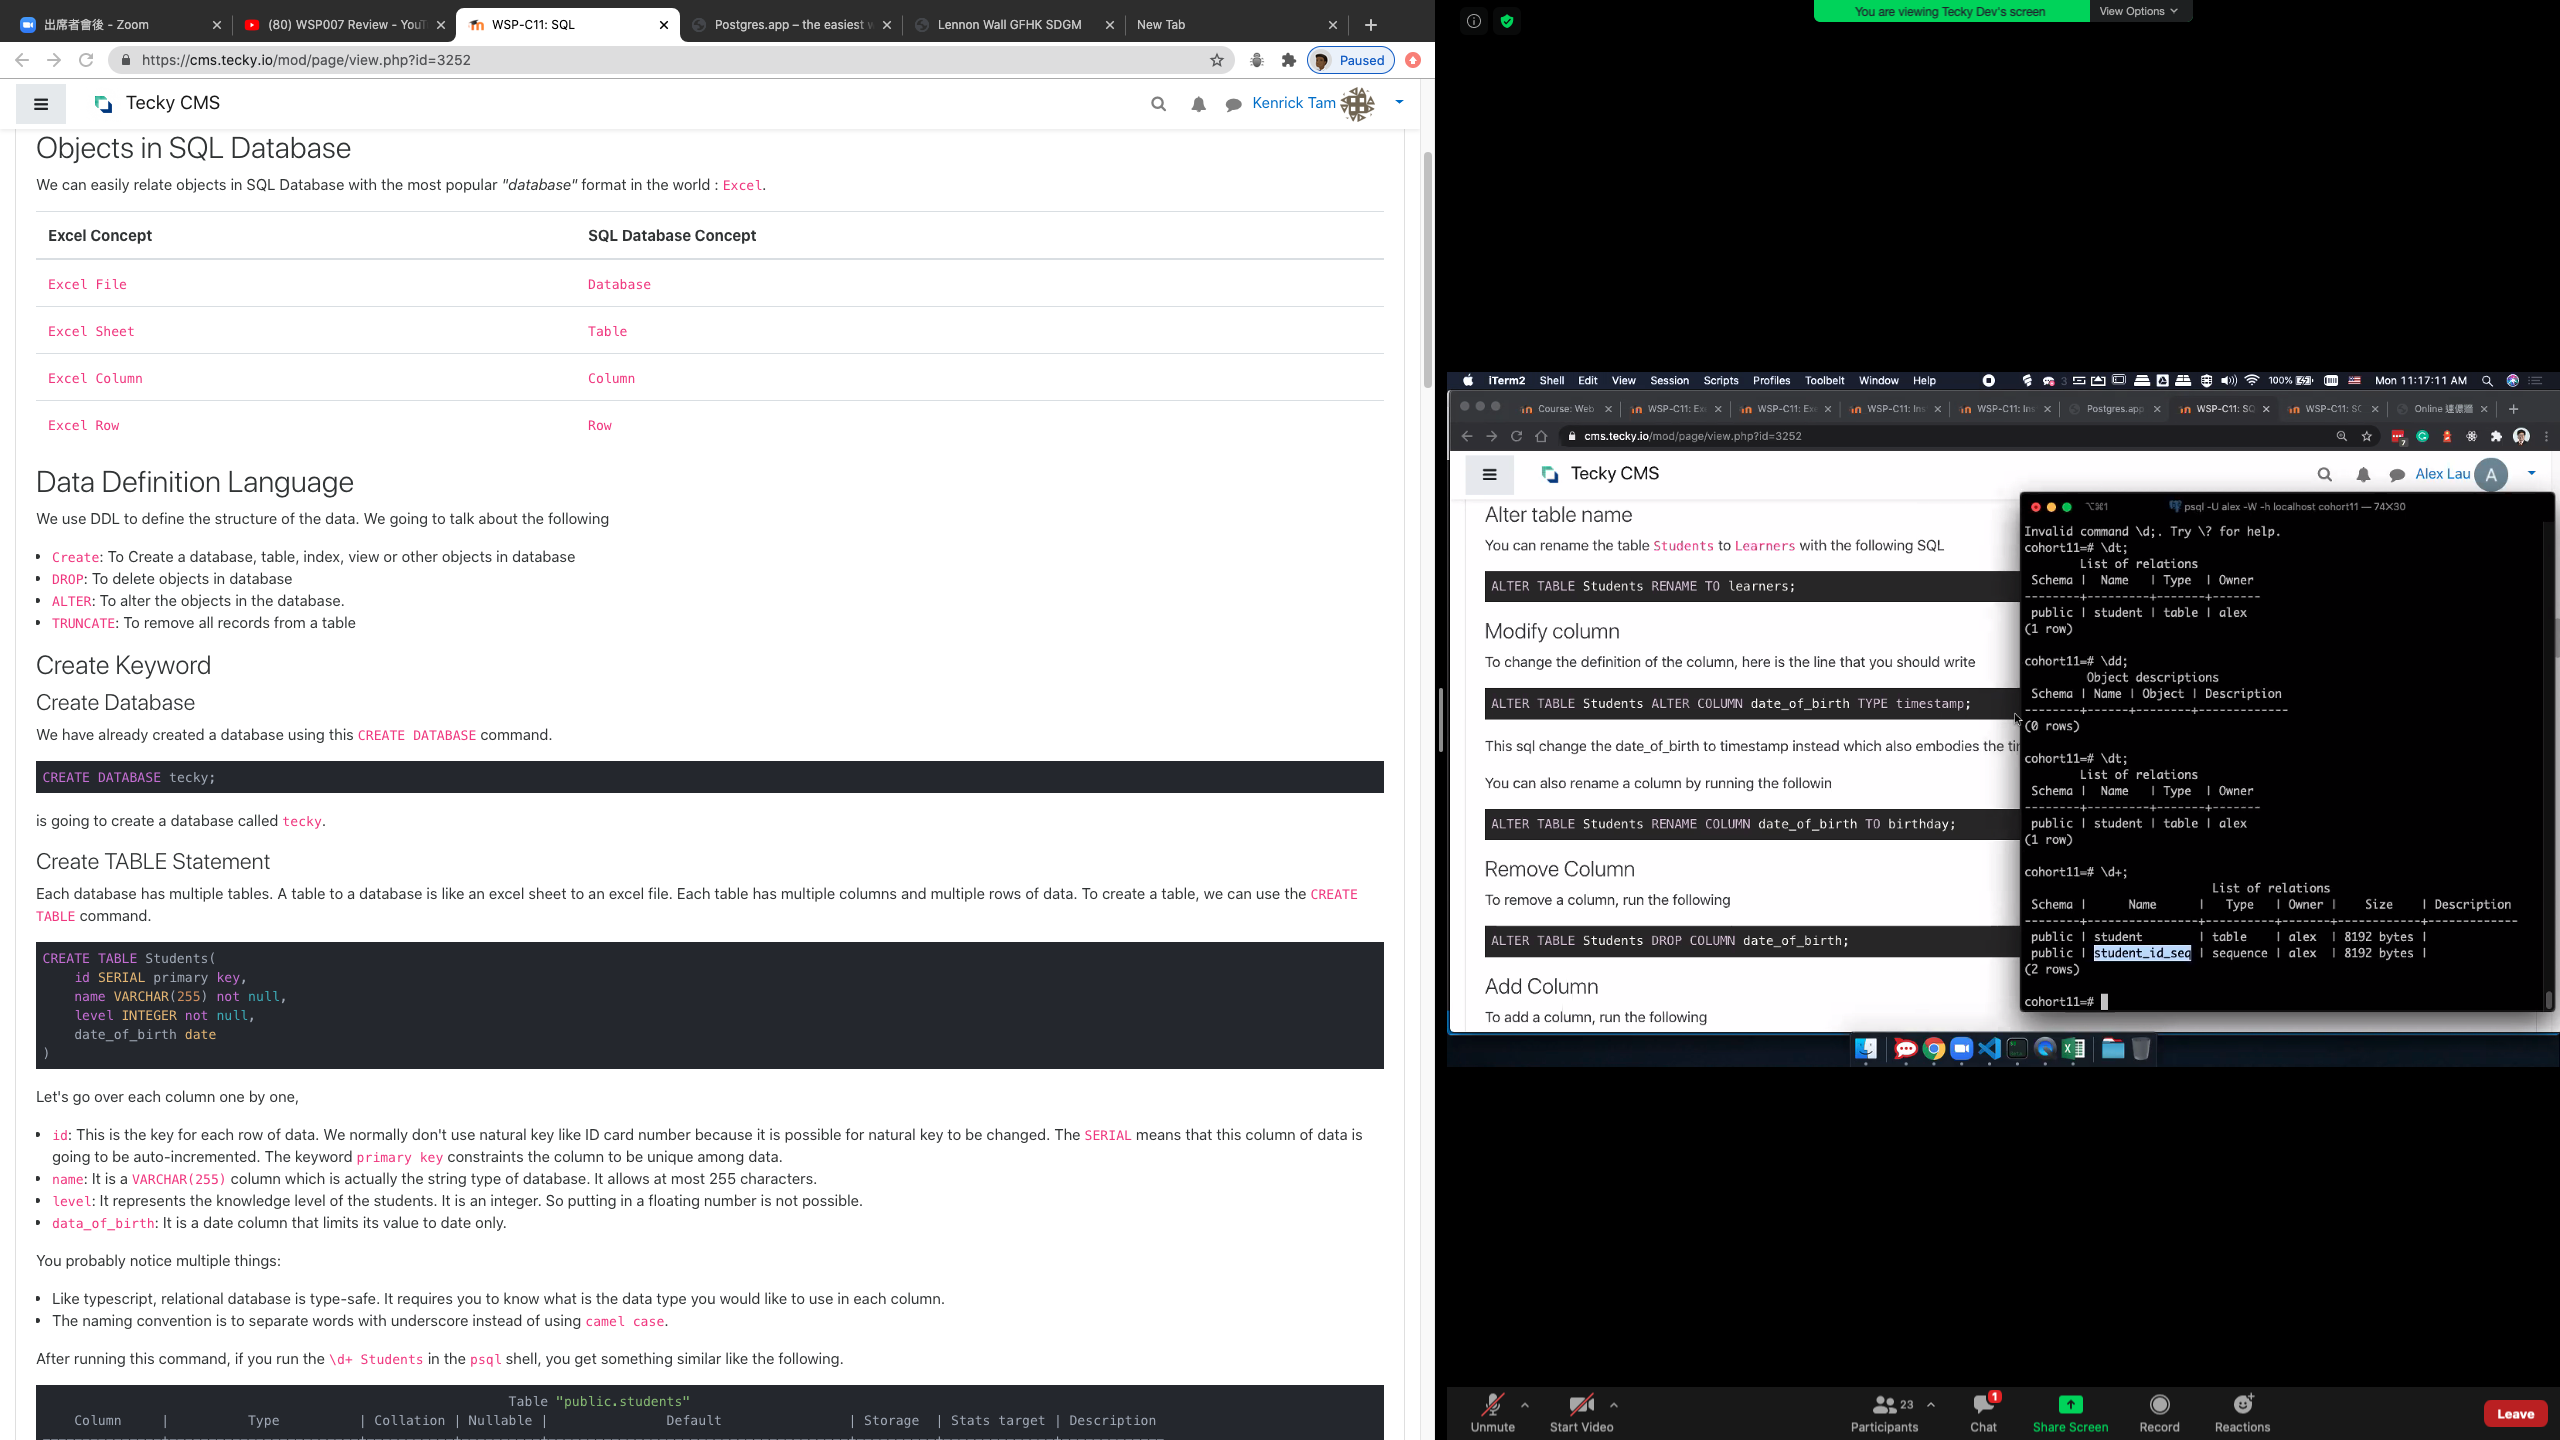 出席者會後 - Zoom
(80) WSP007 Review - YouT
WSP-C11: SQL
Postgres.app – the easiest w
Lennon Wall GFHK SDGM
New Tab
https://cms.tecky.io/mod/page/view.php?id=3252
Paused
Tecky CMS
Kenrick Tam
Objects in SQL Database
We can easily relate objects in SQL Database with the most popular "database" format in the world : Excel.
Excel Concept SQL Database Concept
Excel File Database
Excel Sheet Table
Excel Column Column
Excel Row Row
Data Definition Language
We use DDL to define the structure of the data. We going to talk about the following
• Create: To Create a database, table, index, view or other objects in database
• DROP: To delete objects in database
• ALTER: To alter the objects in the database.
• TRUNCATE: To remove all records from a table
Create Keyword
Create Database
We have already created a database using this CREATE DATABASE command.
CREATE DATABASE tecky;
is going to create a database called tecky.
Create TABLE Statement
Each database has multiple tables. A table to a database is like an excel sheet to an excel file. Each table has multiple columns and multiple rows of data. To create a table, we can use the CREATE
TABLE command.
CREATE TABLE Students(
id SERIAL primary key,
name VARCHAR(255) not null,
level INTEGER not null,
date_of_birth date
)
Let's go over each column one by one,
• id: This is the key for each row of data. We normally don't use natural key like ID card number because it is possible for natural key to be changed. The SERIAL means that this column of data is
going to be auto-incremented. The keyword primary key constraints the column to be unique among data.
• name: It is a VARCHAR(255) column which is actually the string type of database. It allows at most 255 characters.
• level: It represents the knowledge level of the students. It is an integer. So putting in a floating number is not possible.
• data_of_birth: It is a date column that limits its value to date only.
You probably notice multiple things:
• Like typescript, relational database is type-safe. It requires you to know what is the data type you would like to use in each column.
• The naming convention is to separate words with underscore instead of using camel case.
After running this command, if you run the \d+ Students in the psql shell, you get something similar like the following.
Table "public.students"
Column | Type | Collation | Nullable | Default | Storage | Stats target | Description
You are viewing Tecky Dev's screen
View Options
iTerm2 Shell Edit View Session Scripts Profiles Toolbelt Window Help
3
100%
Mon 11:17:11 AM
Course: Web
WSP-C11: Ex
WSP-C11: Exe
WSP-C11: Ins
WSP-C11: Ins
Postgres.app
WSP-C11: SQ
WSP-C11: SC
Online 連儂牆
cms.tecky.io/mod/page/view.php?id=3252
7
Tecky CMS
Alex Lau A
Alter table name
You can rename the table Students to Learners with the following SQL
ALTER TABLE Students RENAME TO learners;
Modify column
To change the definition of the column, here is the line that you should write
ALTER TABLE Students ALTER COLUMN date_of_birth TYPE timestamp;
This sql change the date_of_birth to timestamp instead which also embodies the ti
You can also rename a column by running the followin
ALTER TABLE Students RENAME COLUMN date_of_birth TO birthday;
Remove Column
To remove a column, run the following
ALTER TABLE Students DROP COLUMN date_of_birth;
Add Column
To add a column, run the following
⌥⌘1
psql -U alex -W -h localhost cohort11 — 74×30
Invalid command \d;. Try \? for help.
cohort11=# \dt;
List of relations
Schema | Name | Type | Owner
--------+---------+-------+-------
public | student | table | alex
(1 row)
cohort11=# \dd;
Object descriptions
Schema | Name | Object | Description
--------+------+--------+-------------
(0 rows)
cohort11=# \dt;
List of relations
Schema | Name | Type | Owner
--------+---------+-------+-------
public | student | table | alex
(1 row)
cohort11=# \d+;
List of relations
Schema | Name | Type | Owner | Size | Description
--------+----------------+----------+-------+------------+-------------
public | student | table | alex | 8192 bytes |
public | student_id_seq | sequence | alex | 8192 bytes |
(2 rows)
cohort11=#
Unmute
Start Video
23
Participants
1
Chat
Share Screen
Record
Reactions
Leave